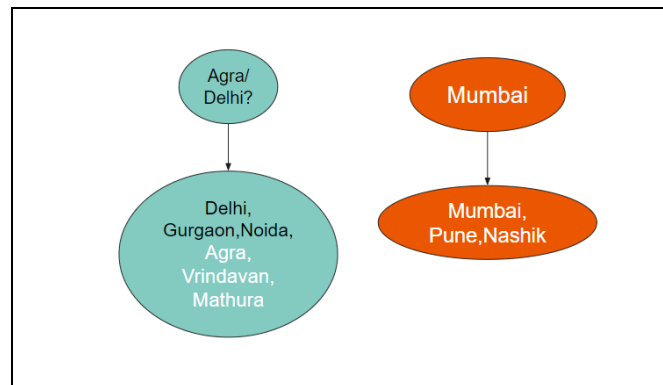 Agra/
Delhi?
Mumbai
Delhi,
Gurgaon,Noida,
Agra,
Vrindavan,
Mathura
Mumbai,
Pune,Nashik